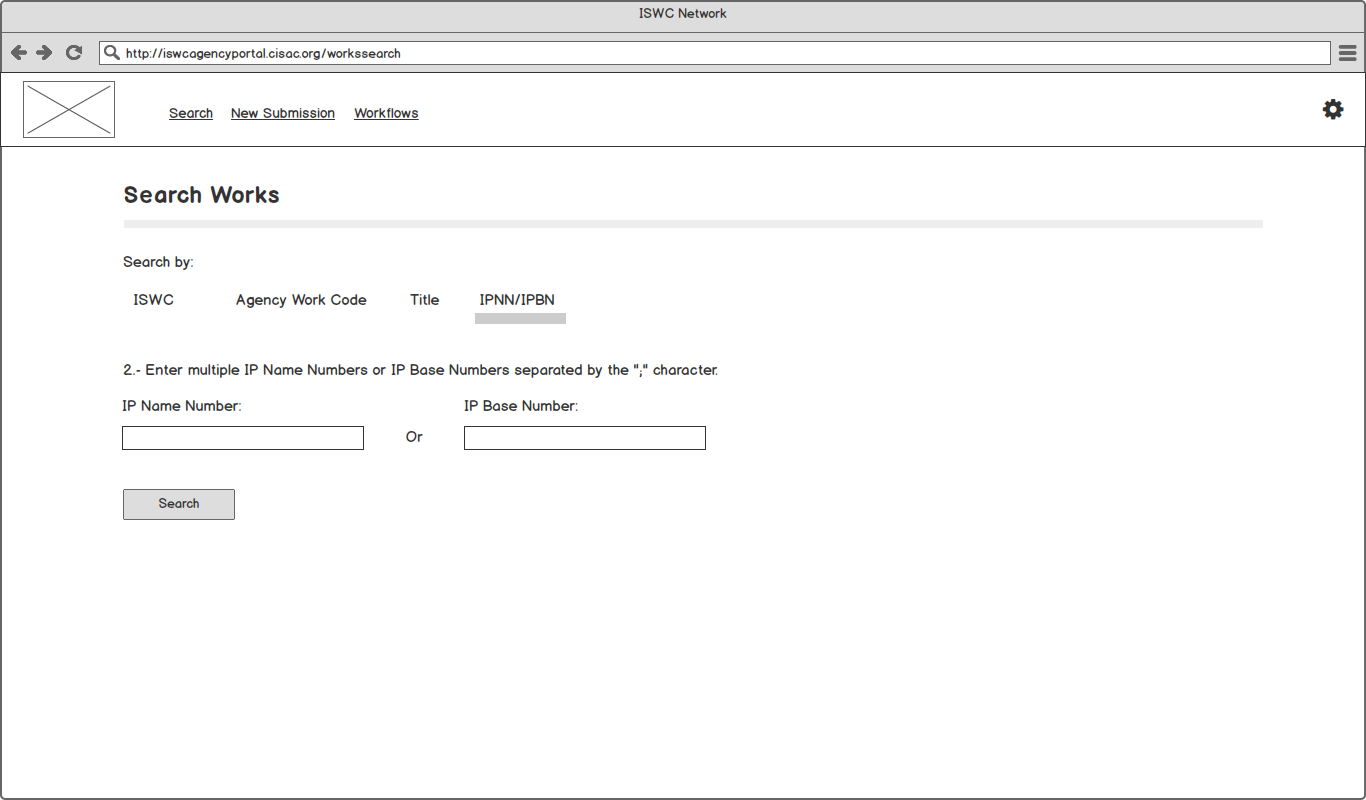 ISWC Network
http://iswcagencyportal.cisac.org/workssearch
Search New Submission Workflows
Search Works
Search by:
ISWC Agency Work Code Title IPNN/IPBN
2.- Enter multiple IP Name Numbers or IP Base Numbers separated by the ";" character.
IP Name Number: IP Base Number:
Or
Search